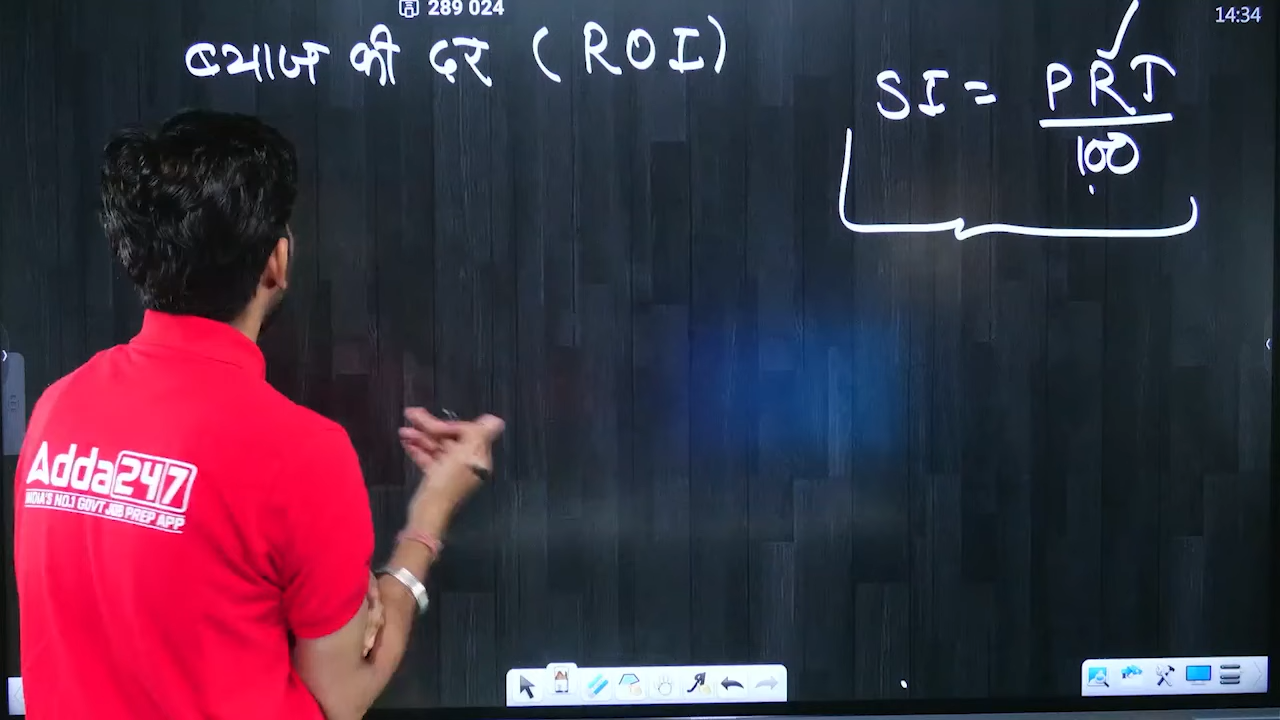 289 024
14:34
ब्याज की दर (ROI)
SI = PRT
100
Adda247
INDIA'S NO.1 GOVT JOB PREP APP